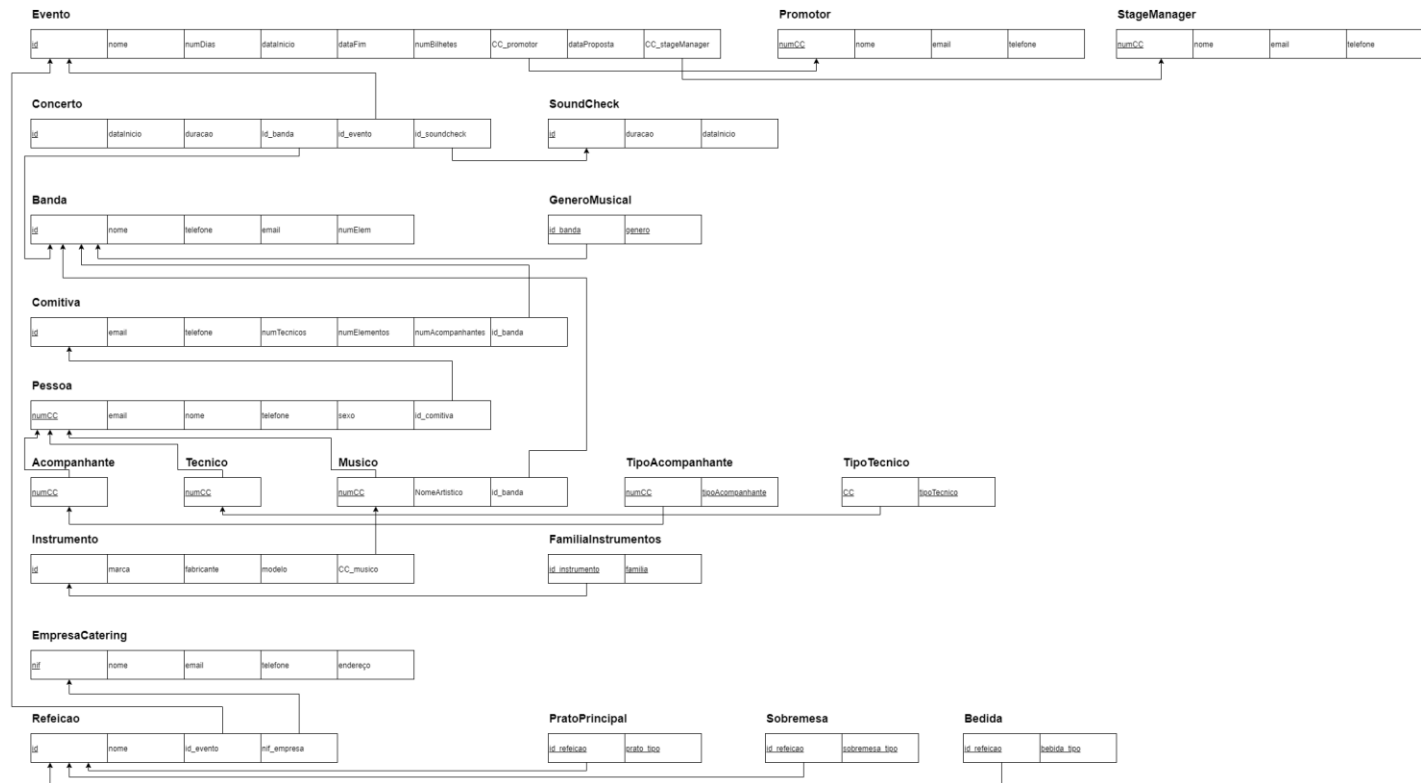 Evento Promotor StageManager
id nome numDias dataInicio dataFim numBilhetes CC_promotor dataProposta CC_stageManager numCC nome email telefone numCC nome email telefone
Concerto SoundCheck
id dataInicio duracao Id_banda id_evento id_soundcheck id duracao dataInicio
Banda GeneroMusical
id nome telefone email numElem id_banda genero
Comitiva
id email telefone numTecnicos numElementos numAcompanhantes id_banda
Pessoa
numCC email nome telefone sexo id_comitiva
Acompanhante Tecnico Musico TipoAcompanhante TipoTecnico
numCC numCC numCC NomeArtistico id_banda numCC tipoAcompanhante CC tipoTecnico
Instrumento FamiliaInstrumentos
id marca fabricante modelo CC_musico id_instrumento familia
EmpresaCatering
nif nome email telefone endereço
Refeicao PratoPrincipal Sobremesa Bedida
id nome id_evento nif_empresa id_refeicao prato_tipo id_refeicao sobremesa_tipo id_refeicao bebida_tipo